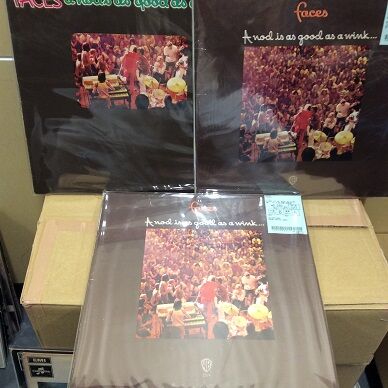 FACES
A nod is as good as a
faces
A nod is as good as a wink...
faces
A nod is as good as a wink...